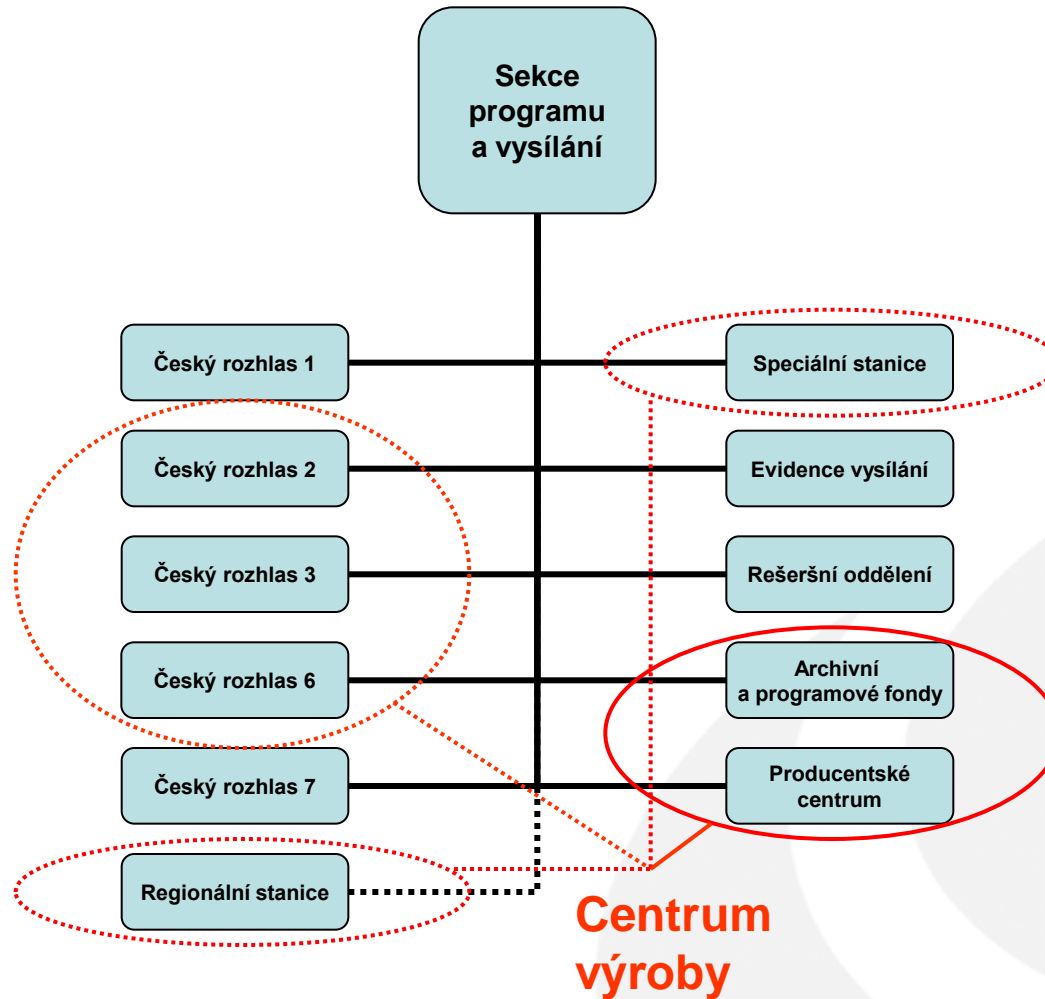 Sekce
programu
a vysílání
Český rozhlas 1
Speciální stanice
Český rozhlas 2
Evidence vysílání
Český rozhlas 3
Rešeršní oddělení
Český rozhlas 6
Archivní
a programové fondy
Český rozhlas 7
Producentské
centrum
Regionální stanice
Centrum
výroby